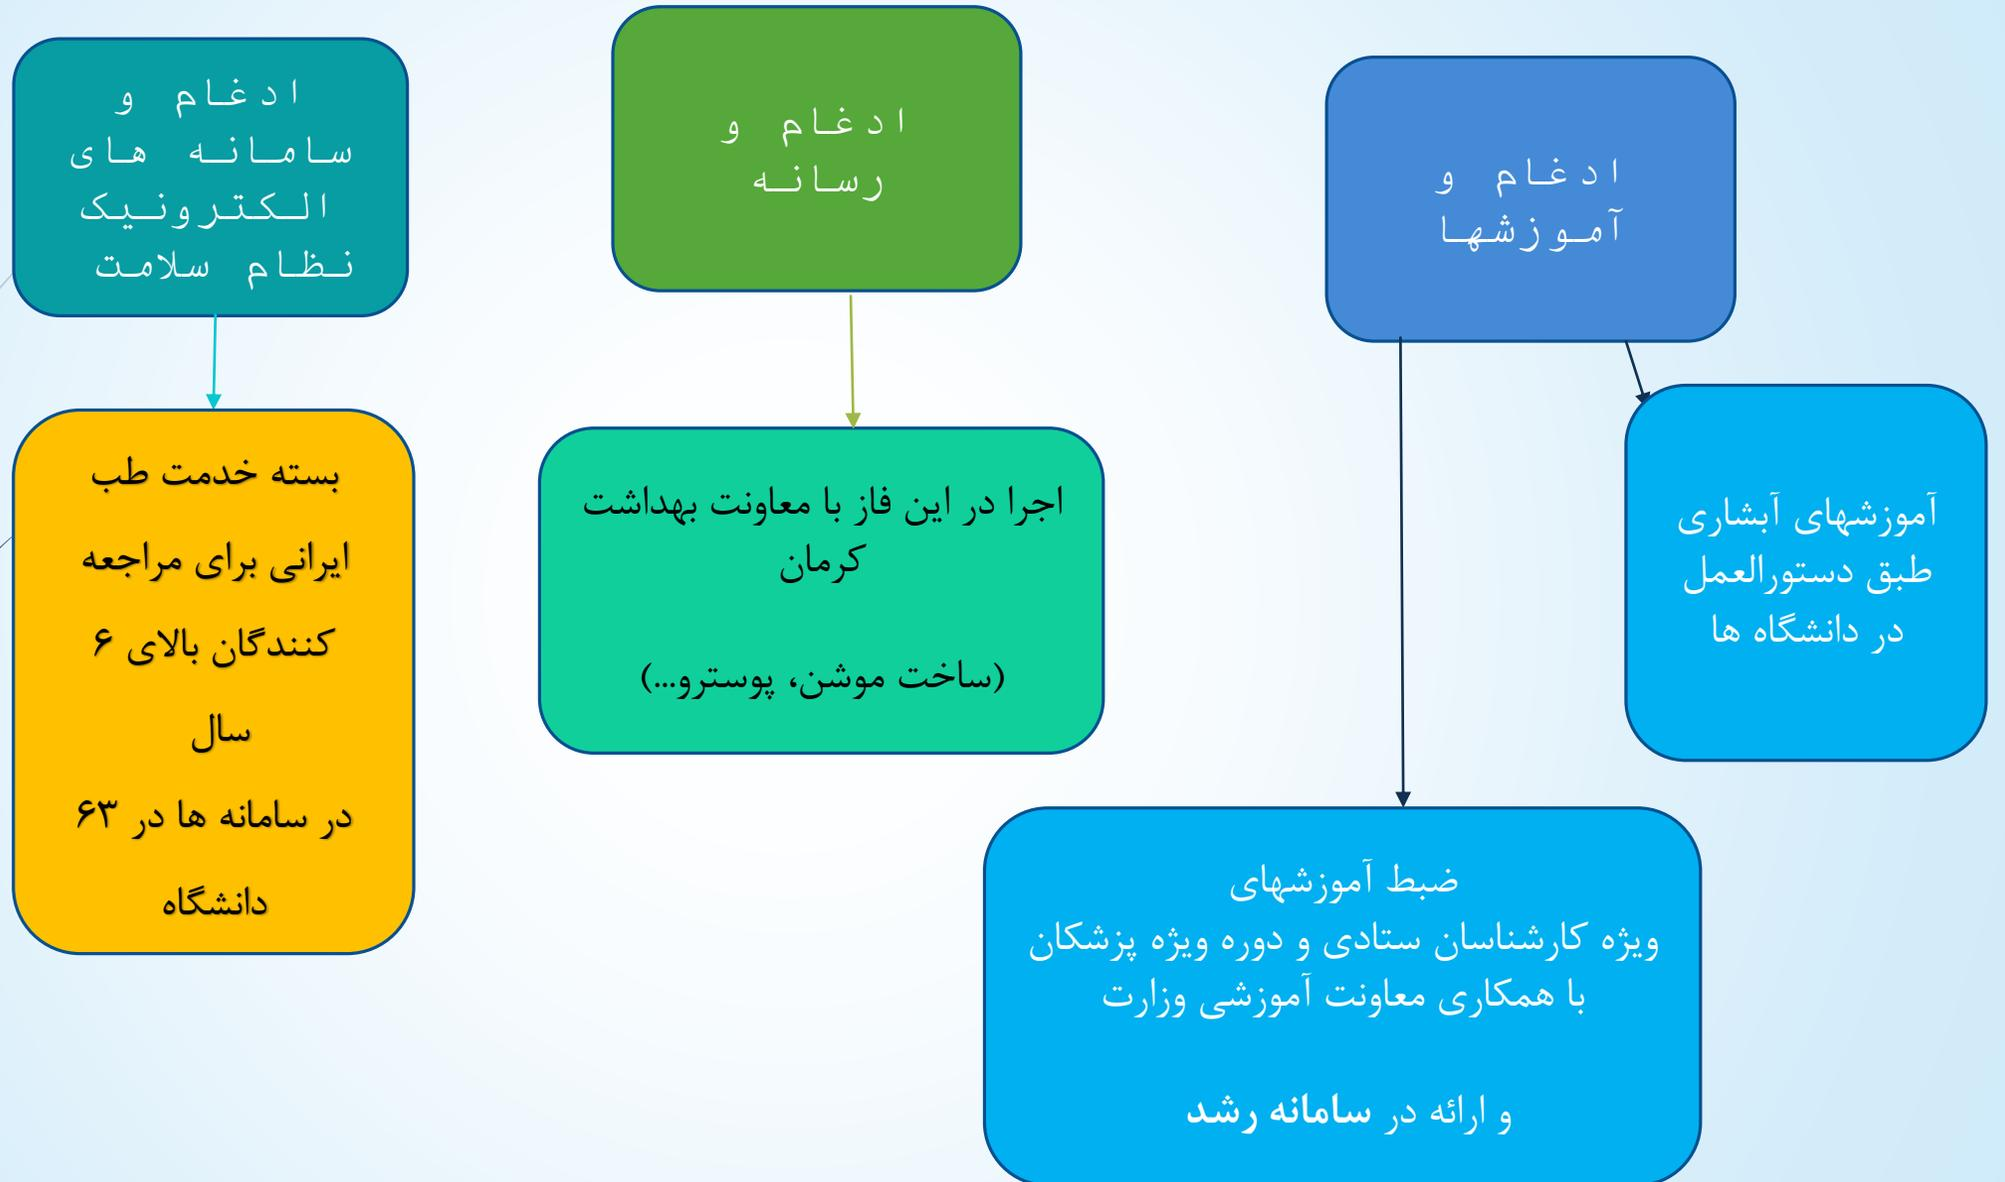 ادغام و
آموزشها
آموزشهای آبشاری
طبق دستورالعمل
در دانشگاه ها
ضبط آموزشهای
ویژه کارشناسان ستادی و دوره ویژه پزشکان
با همکاری معاونت آموزشی وزارت
و ارائه در سامانه رشد
ادغام و
رسانه
اجرا در این فاز با معاونت بهداشت
کرمان
(ساخت موشن، پوسترو...)
ادغام و
سامانه های
الکترونیک
نظام سلامت
بسته خدمت طب
ایرانی برای مراجعه
کنندگان بالای ۶
سال
در سامانه ها در ۶۳
دانشگاه